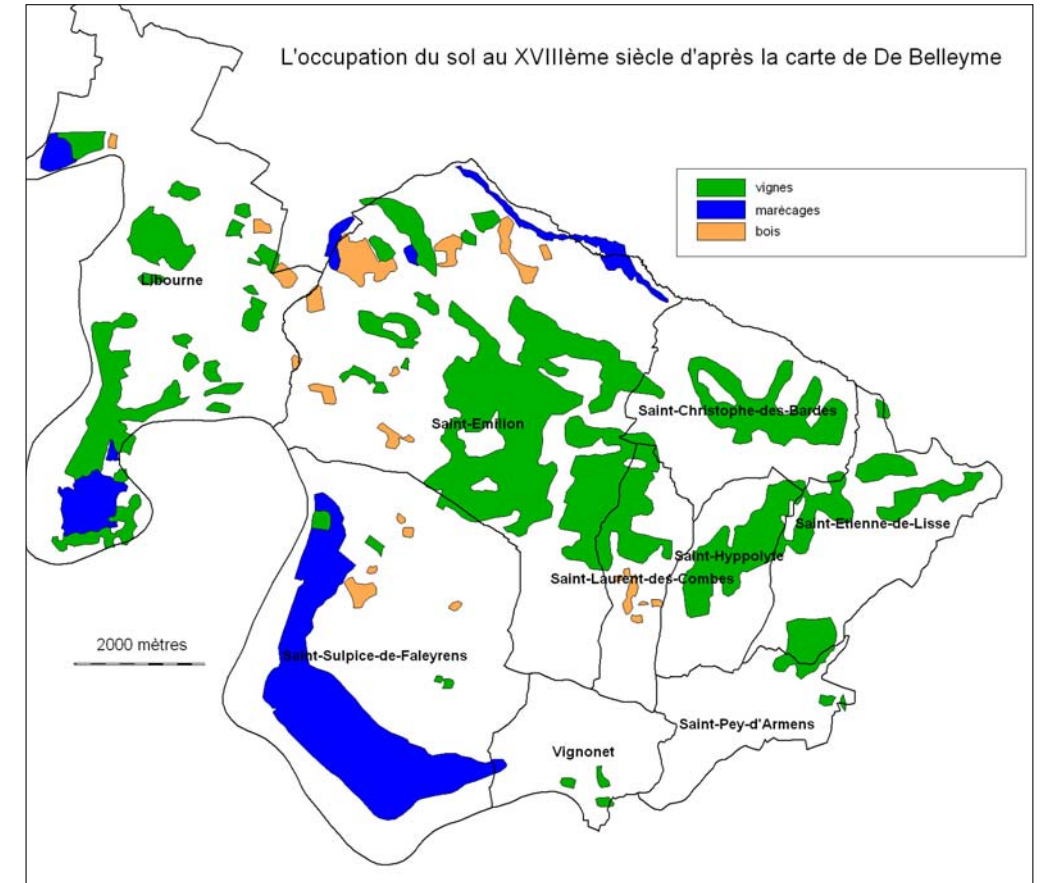 L'occupation du sol au XVIIIème siècle d'après la carte de De Belleyme
vignes
marécages
bois
Libourne
Saint-Emilion
Saint-Christophe-des-Bardes
Saint-Etienne-de-Lisse
Saint-Hyppolyte
Saint-Laurent-des-Combes
2000 mètres
Saint-Sulpice-de-Faleyrens
Saint-Pey-d'Armens
Vignonet